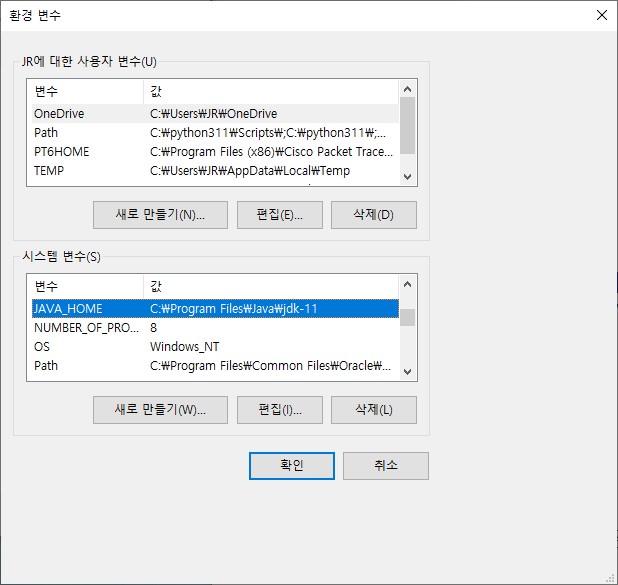 환경 변수
JR에 대한 사용자 변수(U)
변수 값
OneDrive C:₩Users₩JR₩OneDrive
Path C:₩python311₩Scripts₩;C:₩python311₩;...
PT6HOME C:₩Program Files (x86)₩Cisco Packet Trace...
TEMP C:₩Users₩JR₩AppData₩Local₩Temp
새로 만들기(N)... 편집(E)... 삭제(D)
시스템 변수(S)
변수 값
JAVA_HOME C:₩Program Files₩Java₩jdk-11
NUMBER_OF_PRO... 8
OS Windows_NT
Path C:₩Program Files₩Common Files₩Oracle₩...
새로 만들기(W)... 편집(I)... 삭제(L)
확인 취소